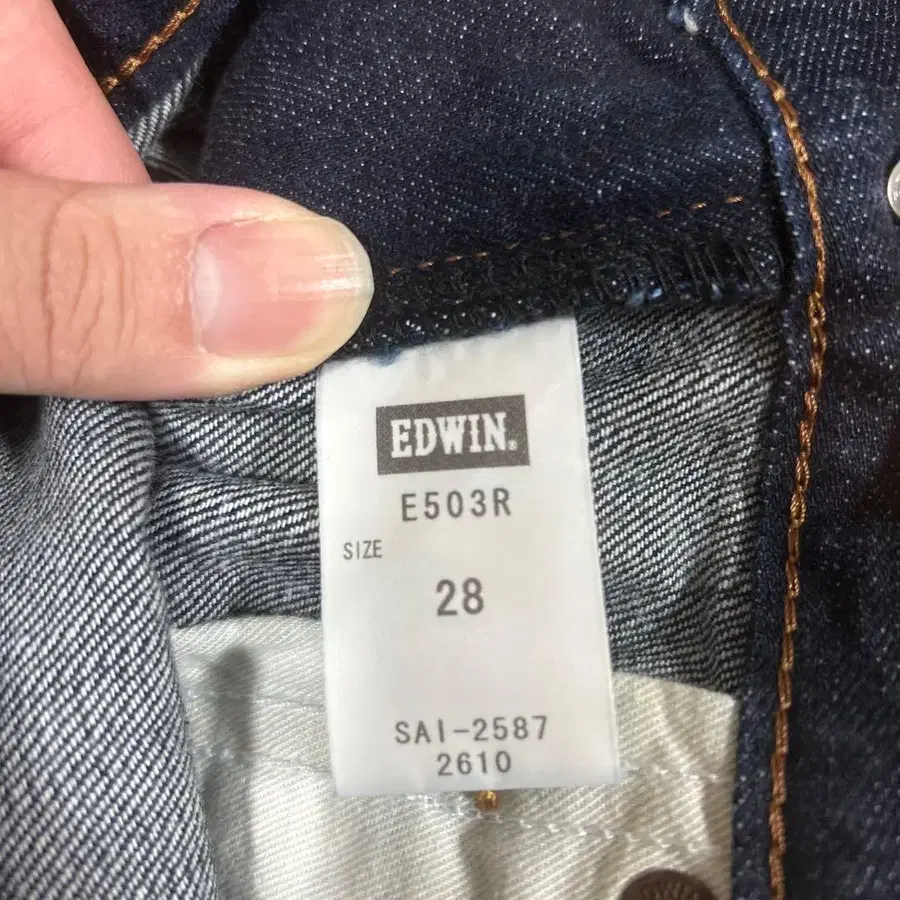 EDWIN.
E503R
SIZE
28
SAI-2587
2610